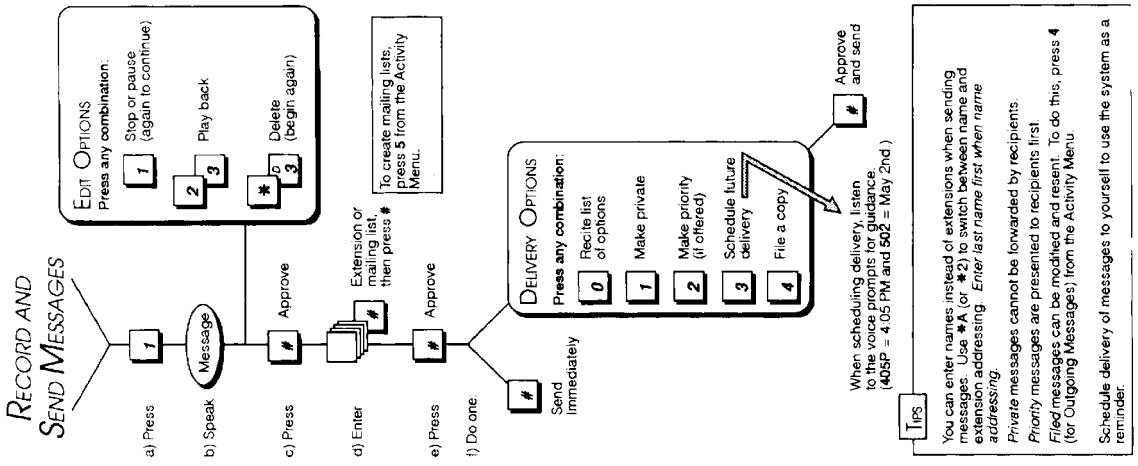 RECORD AND
SEND MESSAGES
a) Press
1
b) Speak
Message
EDIT OPTIONS
Press any combination:
1
Stop or pause
(again to continue)
2
3
Play back
*
D
3
Delete
(begin again)
c) Press
#
Approve
d) Enter
#
Extension or
mailing list,
then press #
To create mailing lists,
press 5 from the Activity
Menu.
e) Press
#
Approve
f) Do one:
#
Send
Immediately
DELIVERY OPTIONS
Press any combination:
0
Recite list
of options
1
Make private
2
Make priority
(if offered)
3
Schedule future
delivery
4
File a copy
#
Approve
and send
When scheduling delivery, listen
to the voice prompts for guidance.
(405P = 4:05 PM and 502 = May 2nd.)
TIPS
You can enter names instead of extensions when sending
messages. Use *A (or *2) to switch between name and
extension addressing. Enter last name first when name
addressing.
Private messages cannot be forwarded by recipients.
Priority messages are presented to recipients first.
Filed messages can be modified and resent. To do this, press 4
(for Outgoing Messages) from the Activity Menu.
Schedule delivery of messages to yourself to use the system as a
reminder.